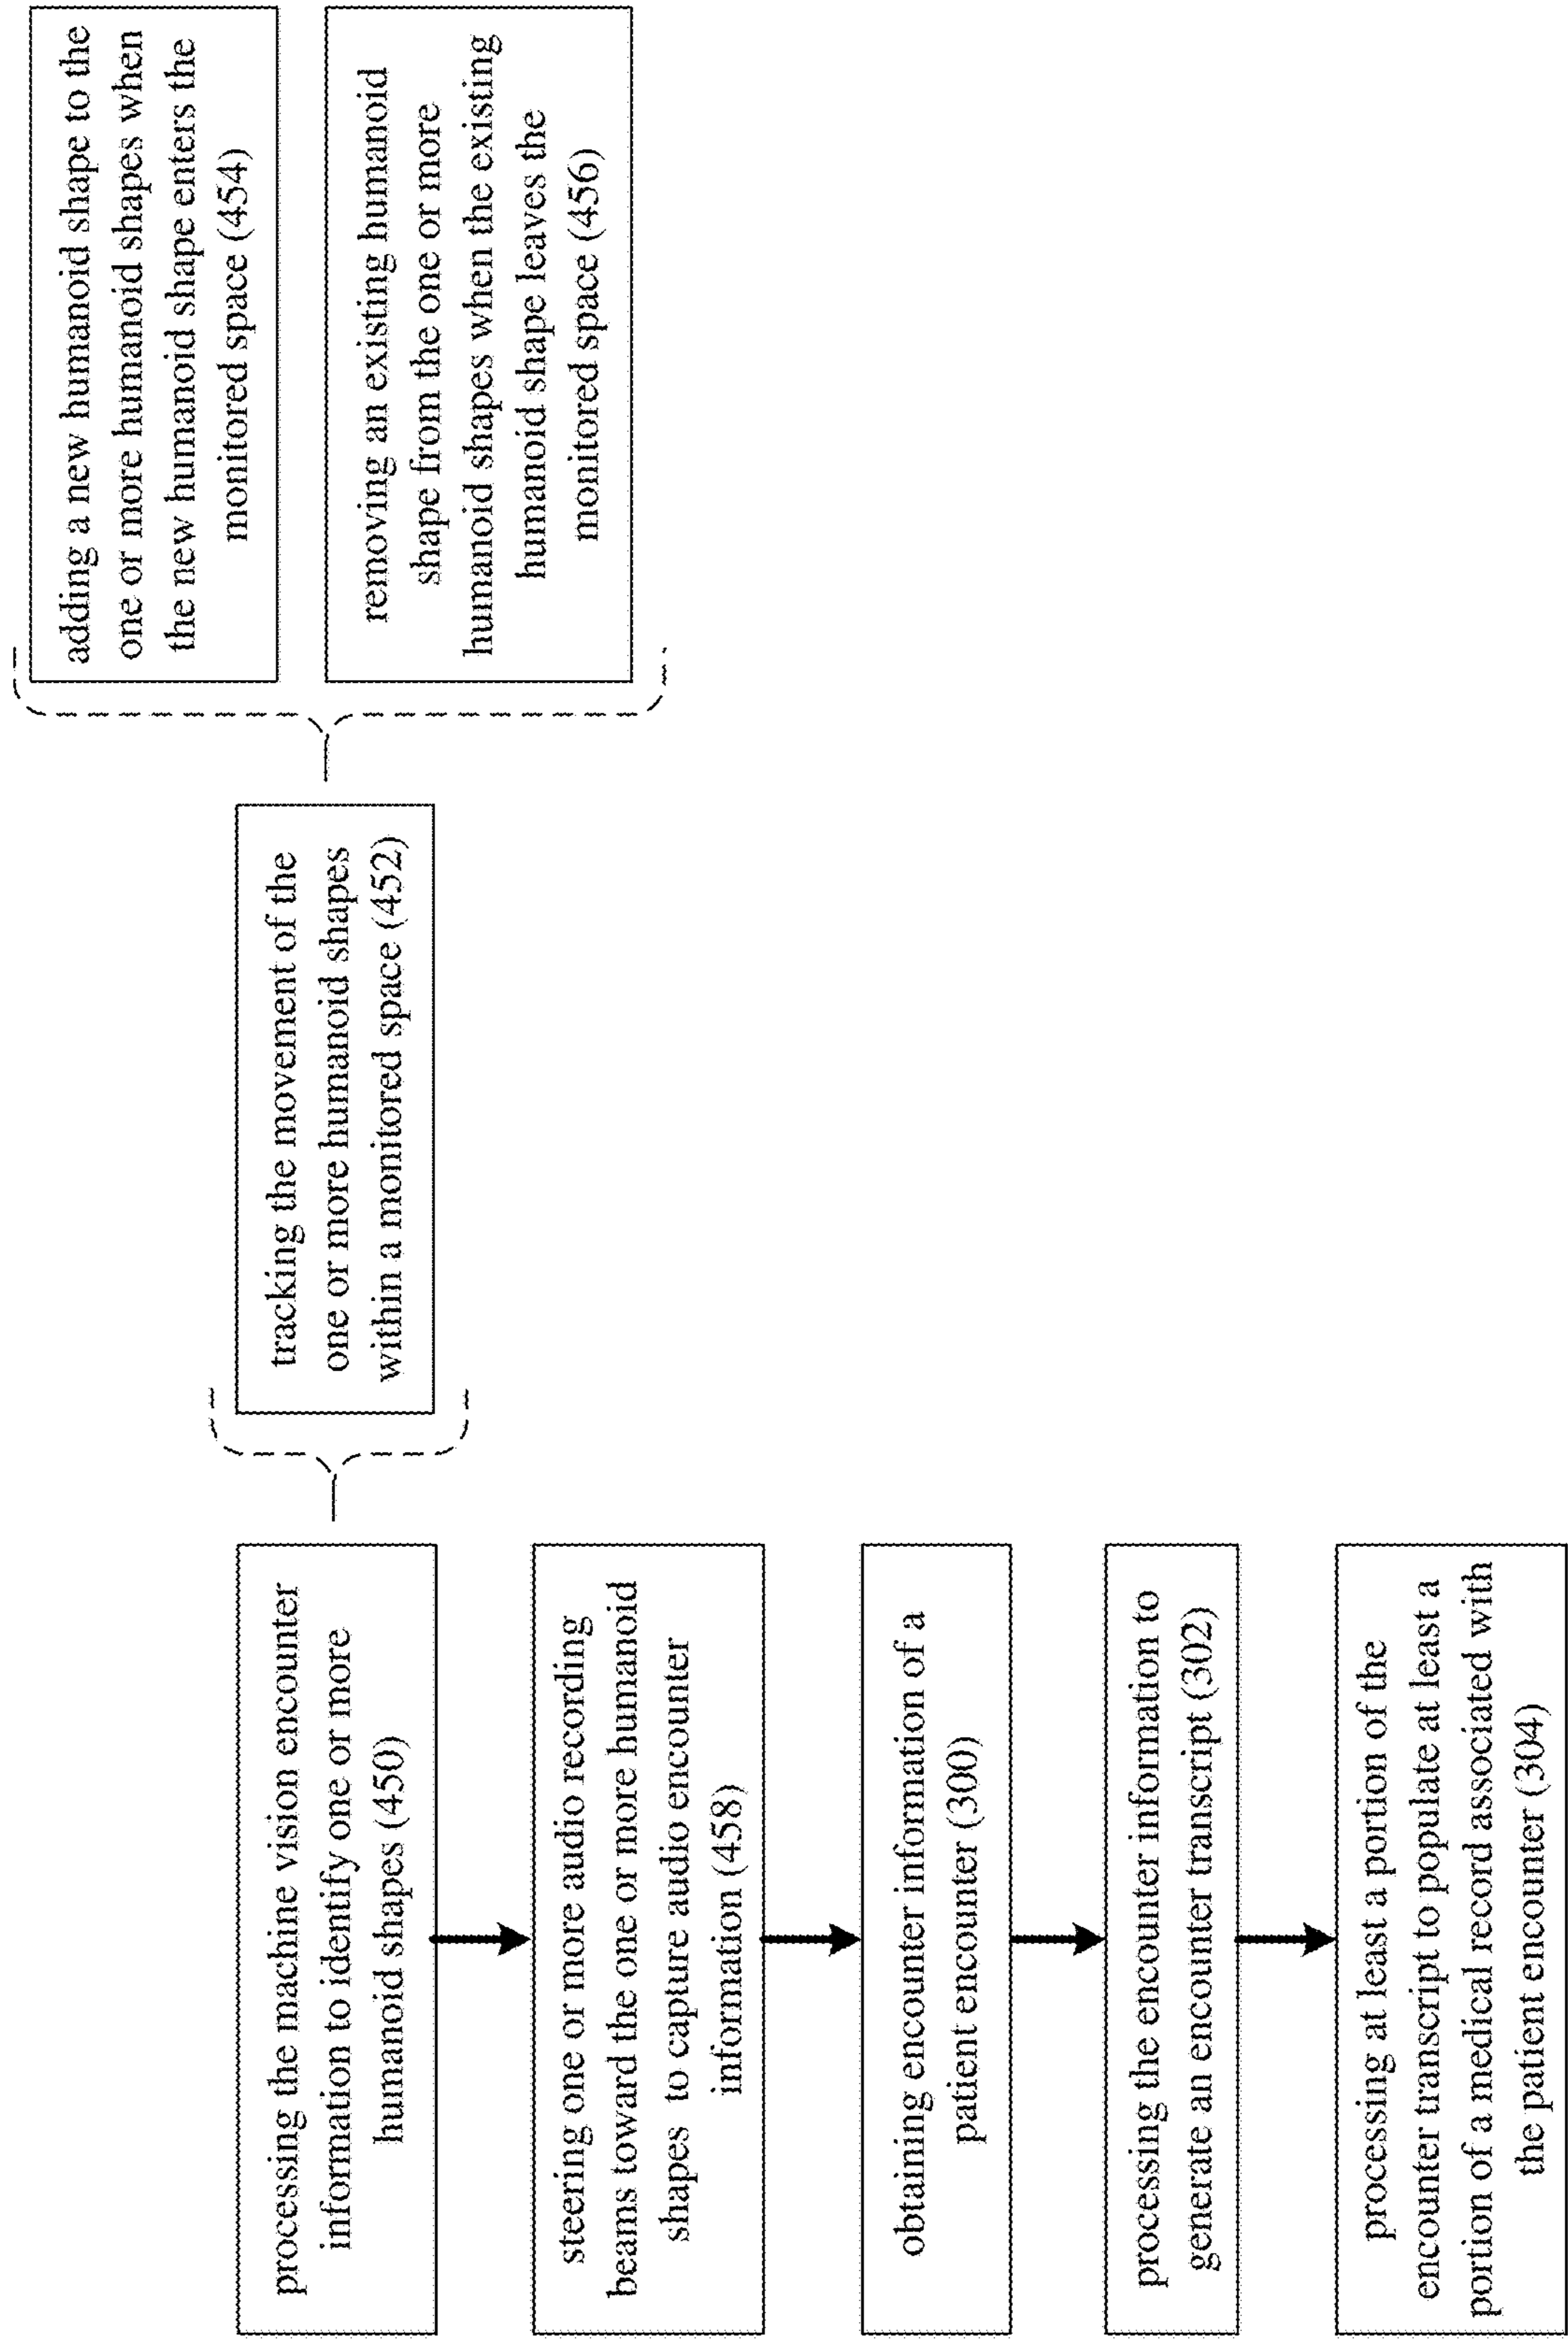 processing the machine vision encounter
information to identify one or more
humanoid shapes (450)
tracking the movement of the
one or more humanoid shapes
within a monitored space (452)
adding a new humanoid shape to the
one or more humanoid shapes when
the new humanoid shape enters the
monitored space (454)
removing an existing humanoid
shape from the one or more
humanoid shapes when the existing
humanoid shape leaves the
monitored space (456)
steering one or more audio recording
beams toward the one or more humanoid
shapes to capture audio encounter
information (458)
obtaining encounter information of a
patient encounter (300)
processing the encounter information to
generate an encounter transcript (302)
processing at least a portion of the
encounter transcript to populate at least a
portion of a medical record associated with
the patient encounter (304)